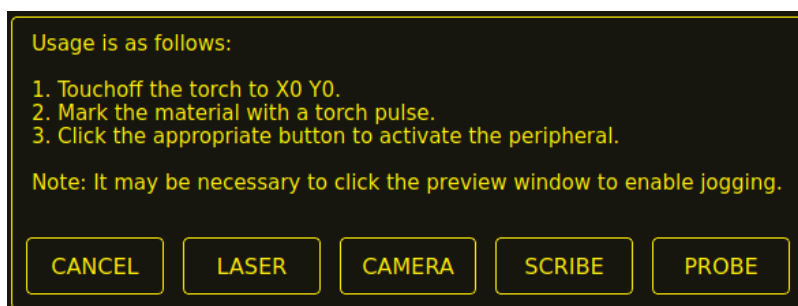 Usage is as follows:
1. Touchoff the torch to X0 Y0.
2. Mark the material with a torch pulse.
3. Click the appropriate button to activate the peripheral.
Note: It may be necessary to click the preview window to enable jogging.
CANCEL LASER CAMERA SCRIBE PROBE